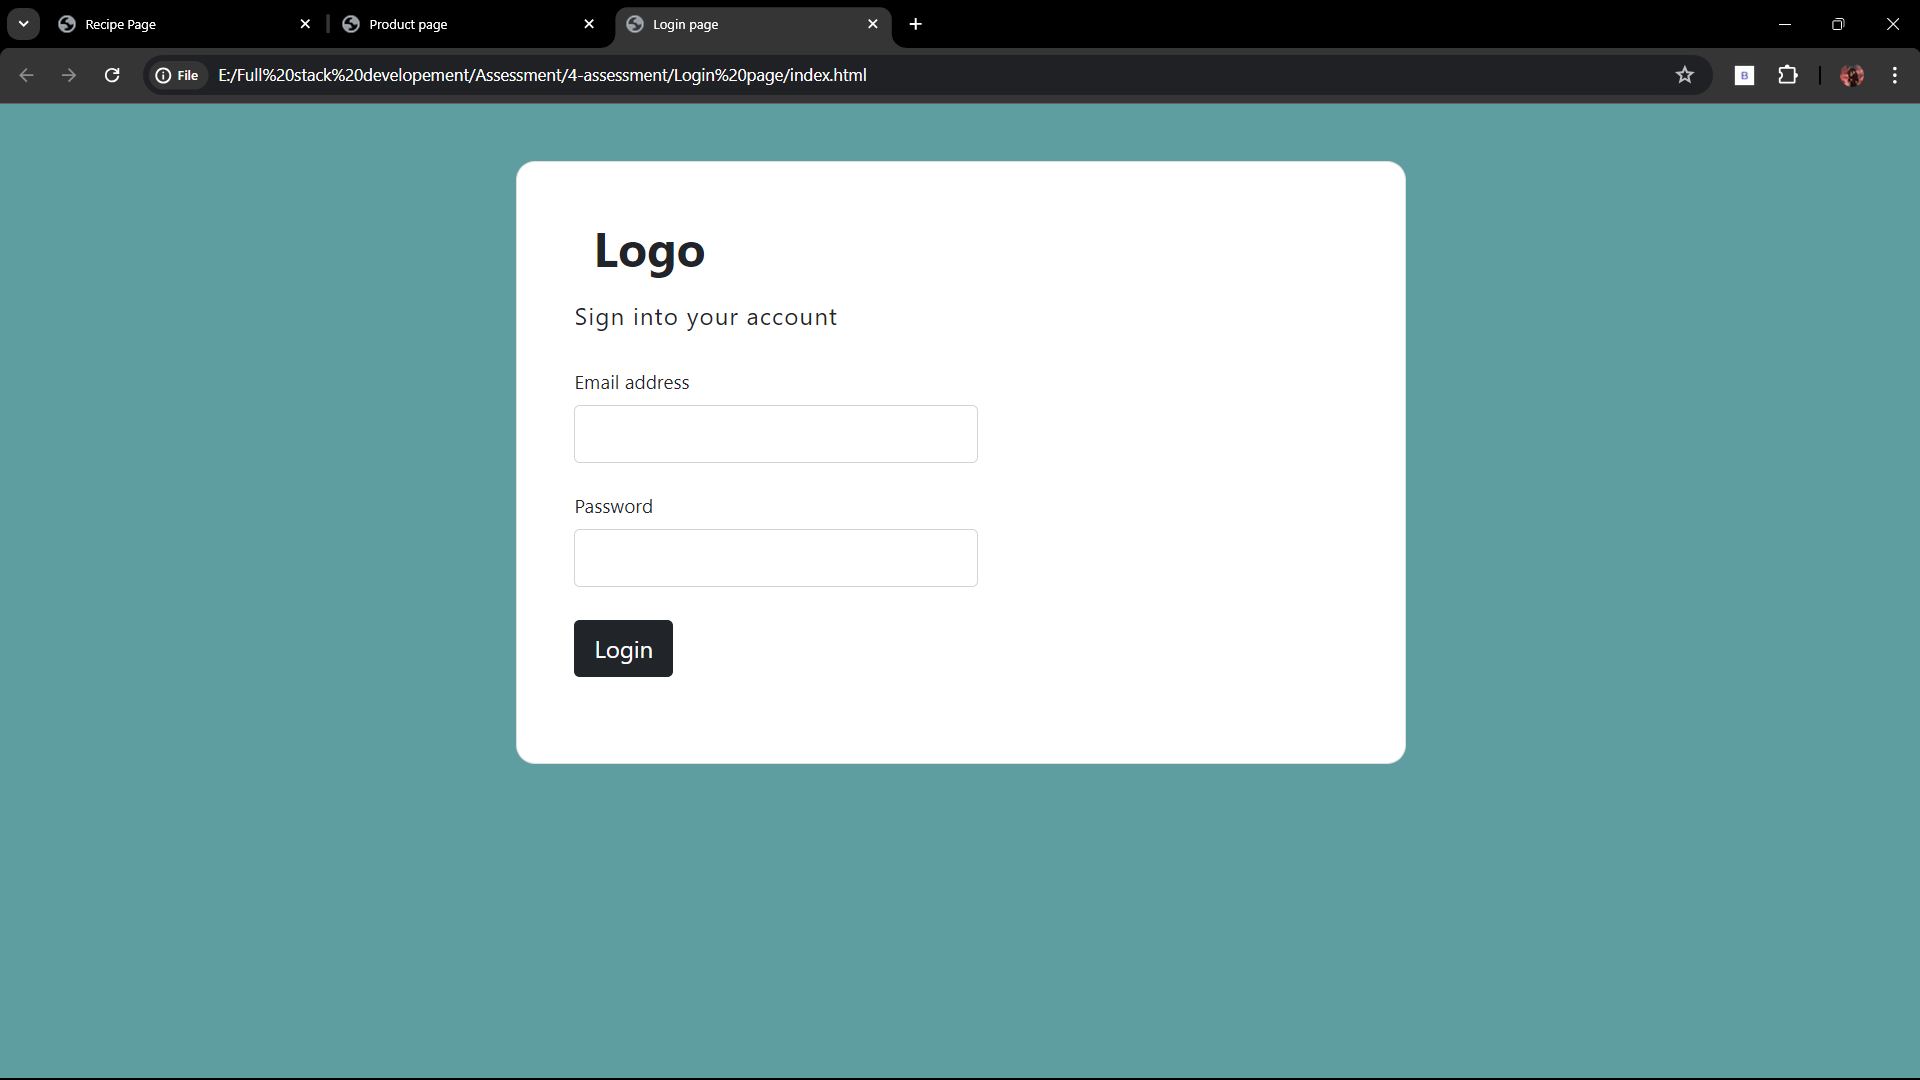 Recipe Page
Product page
Login page
File
E:/Full%20stack%20developement/Assessment/4-assessment/Login%20page/index.html
B
Logo
Sign into your account
Email address
Password
Login